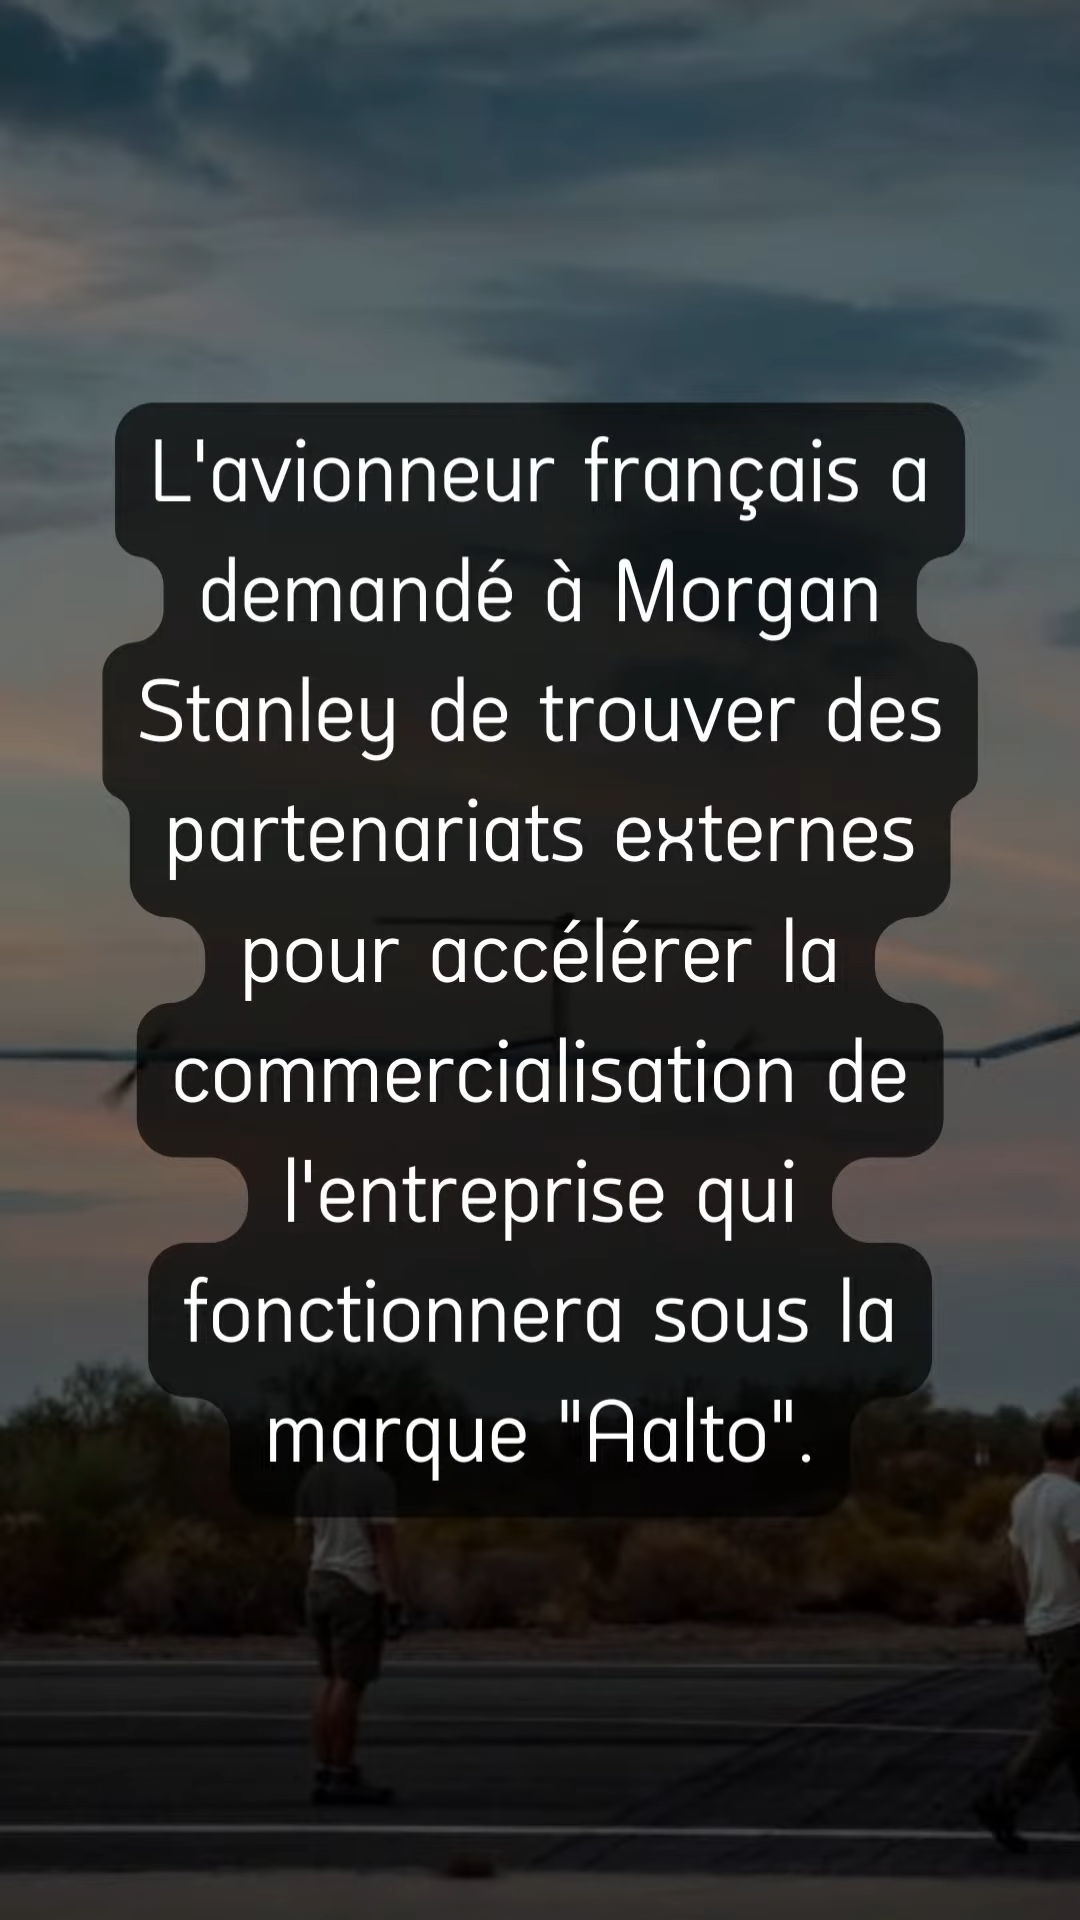 L'avionneur français a
demandé à Morgan
Stanley de trouver des
partenariats externes
pour accélérer la
commercialisation de
l'entreprise qui
fonctionnera sous la
marque "Aalto".